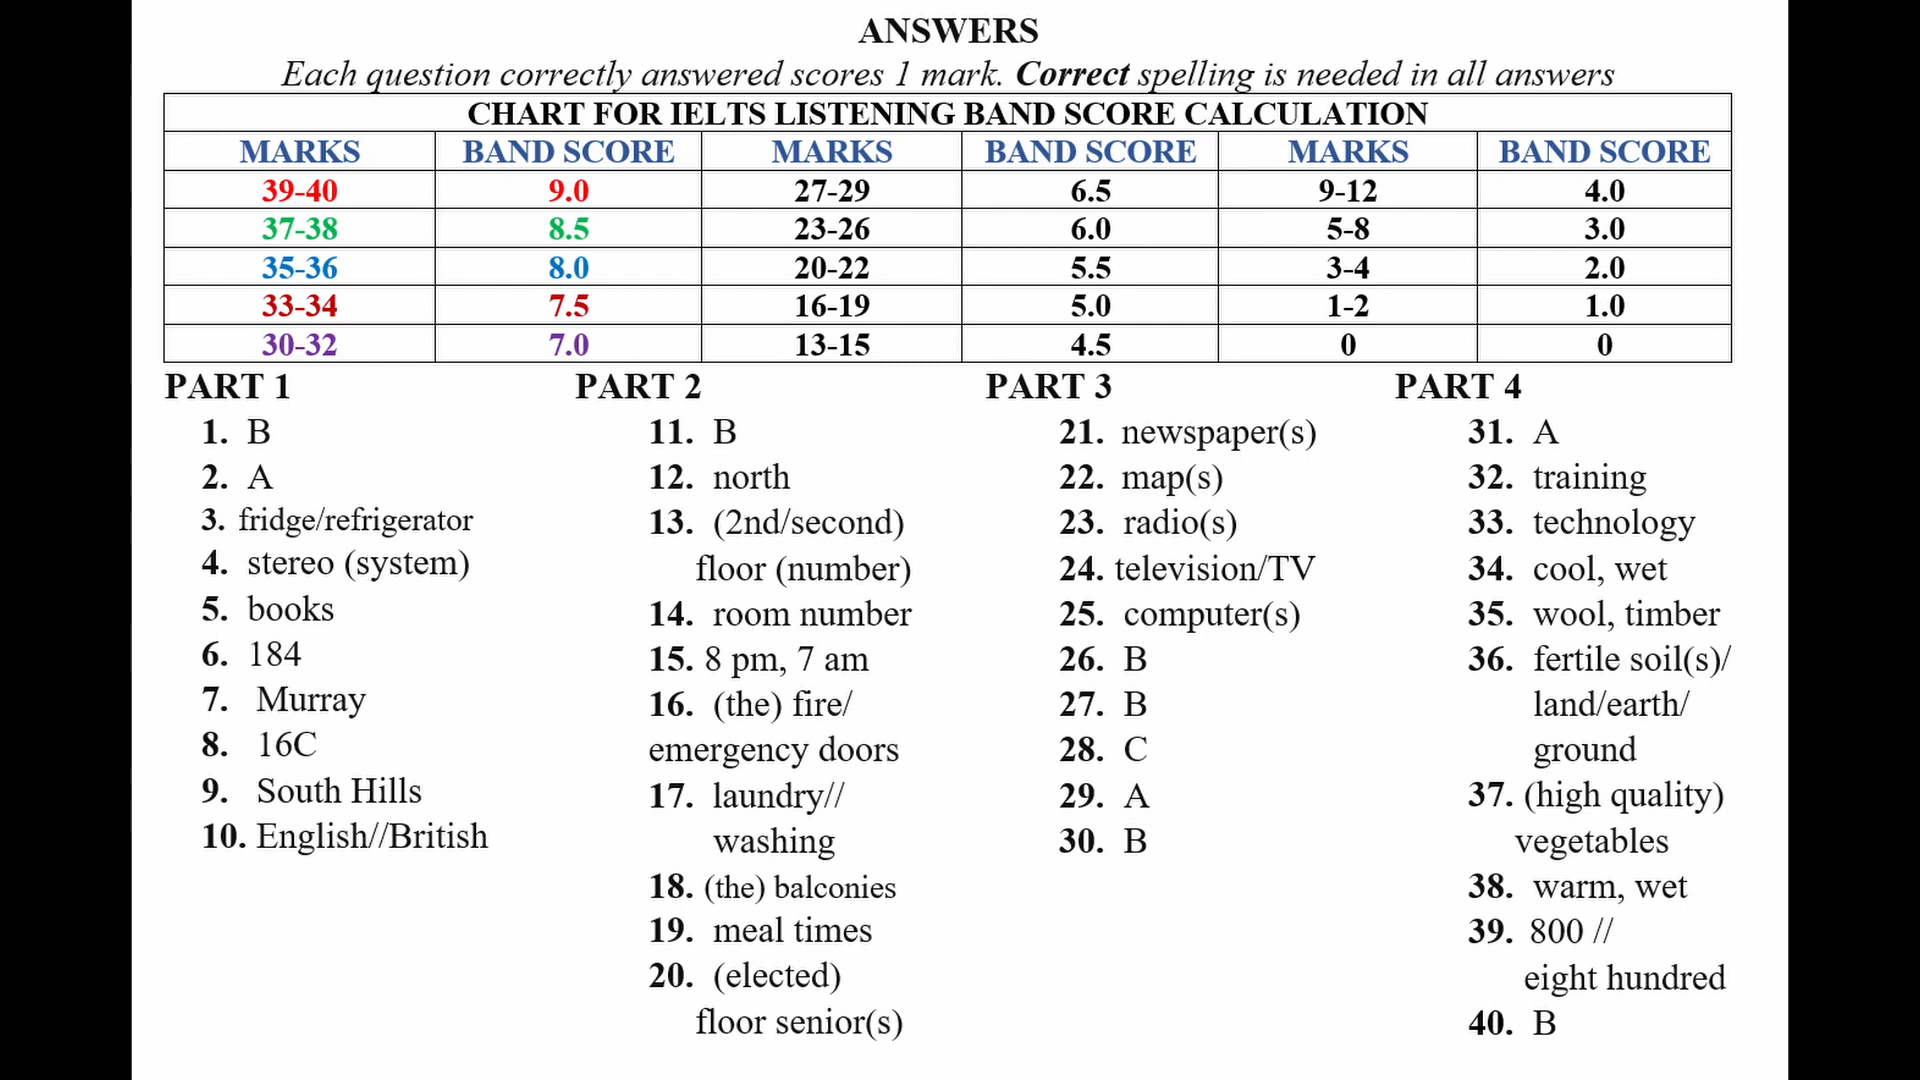 ANSWERS
Each question correctly answered scores 1 mark. Correct spelling is needed in all answers
CHART FOR IELTS LISTENING BAND SCORE CALCULATION
MARKS BAND SCORE MARKS BAND SCORE MARKS BAND SCORE
39-40 9.0 27-29 6.5 9-12 4.0
37-38 8.5 23-26 6.0 5-8 3.0
35-36 8.0 20-22 5.5 3-4 2.0
33-34 7.5 16-19 5.0 1-2 1.0
30-32 7.0 13-15 4.5 0 0
PART 1
1. B
2. A
3. fridge/refrigerator
4. stereo (system)
5. books
6. 184
7. Murray
8. 16C
9. South Hills
10. English//British
PART 2
11. B
12. north
13. (2nd/second)
floor (number)
14. room number
15. 8 pm, 7 am
16. (the) fire/
emergency doors
17. laundry//
washing
18. (the) balconies
19. meal times
20. (elected)
floor senior(s)
PART 3
21. newspaper(s)
22. map(s)
23. radio(s)
24. television/TV
25. computer(s)
26. B
27. B
28. C
29. A
30. B
PART 4
31. A
32. training
33. technology
34. cool, wet
35. wool, timber
36. fertile soil(s)/
land/earth/
ground
37. (high quality)
vegetables
38. warm, wet
39. 800 //
eight hundred
40. B